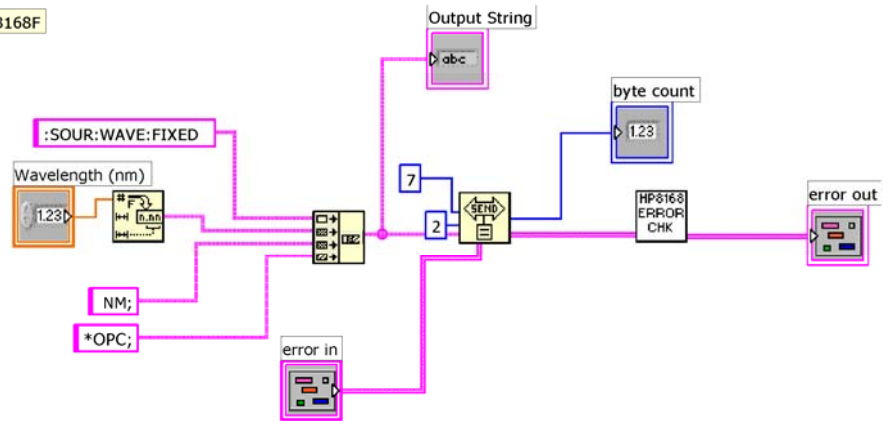 8168F
Output String
abc
byte count
1.23
:SOUR:WAVE:FIXED
Wavelength (nm)
1.23
#
F
n.nn
7
SEND
2
HP8168
ERROR
CHK
error out
NM;
*OPC;
error in